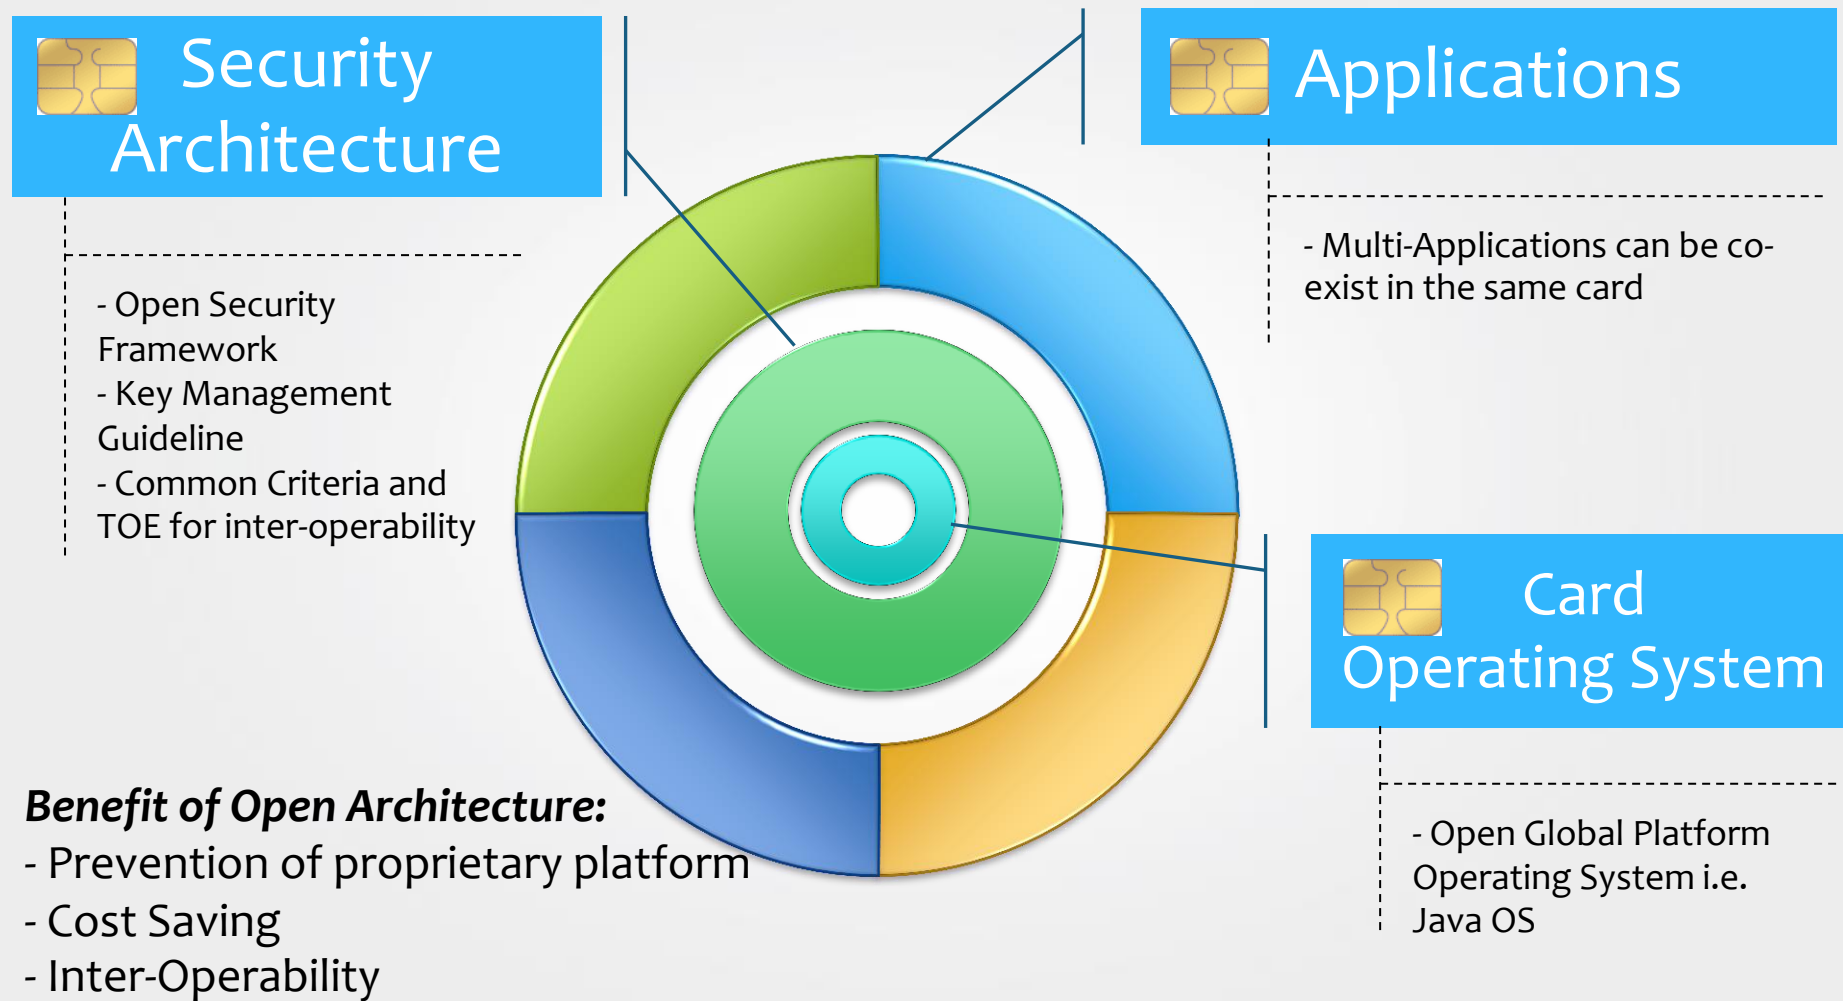 Security
Architecture
- Open Security
Framework
- Key Management
Guideline
- Common Criteria and
TOE for inter-operability
Applications
- Multi-Applications can be co-
exist in the same card
Card
Operating System
- Open Global Platform
Operating System i.e.
Java OS
Benefit of Open Architecture:
- Prevention of proprietary platform
- Cost Saving
- Inter-Operability